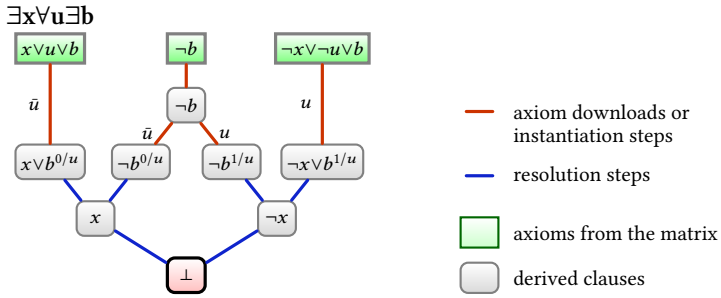 ∃x∀u∃b
x∨u∨b ¬b ¬x∨¬u∨b
ū ¬b u
ū u
x∨b^{0/u} ¬b^{0/u} ¬b^{1/u} ¬x∨b^{1/u}
x ¬x
⊥
axiom downloads or
instantiation steps
resolution steps
axioms from the matrix
derived clauses